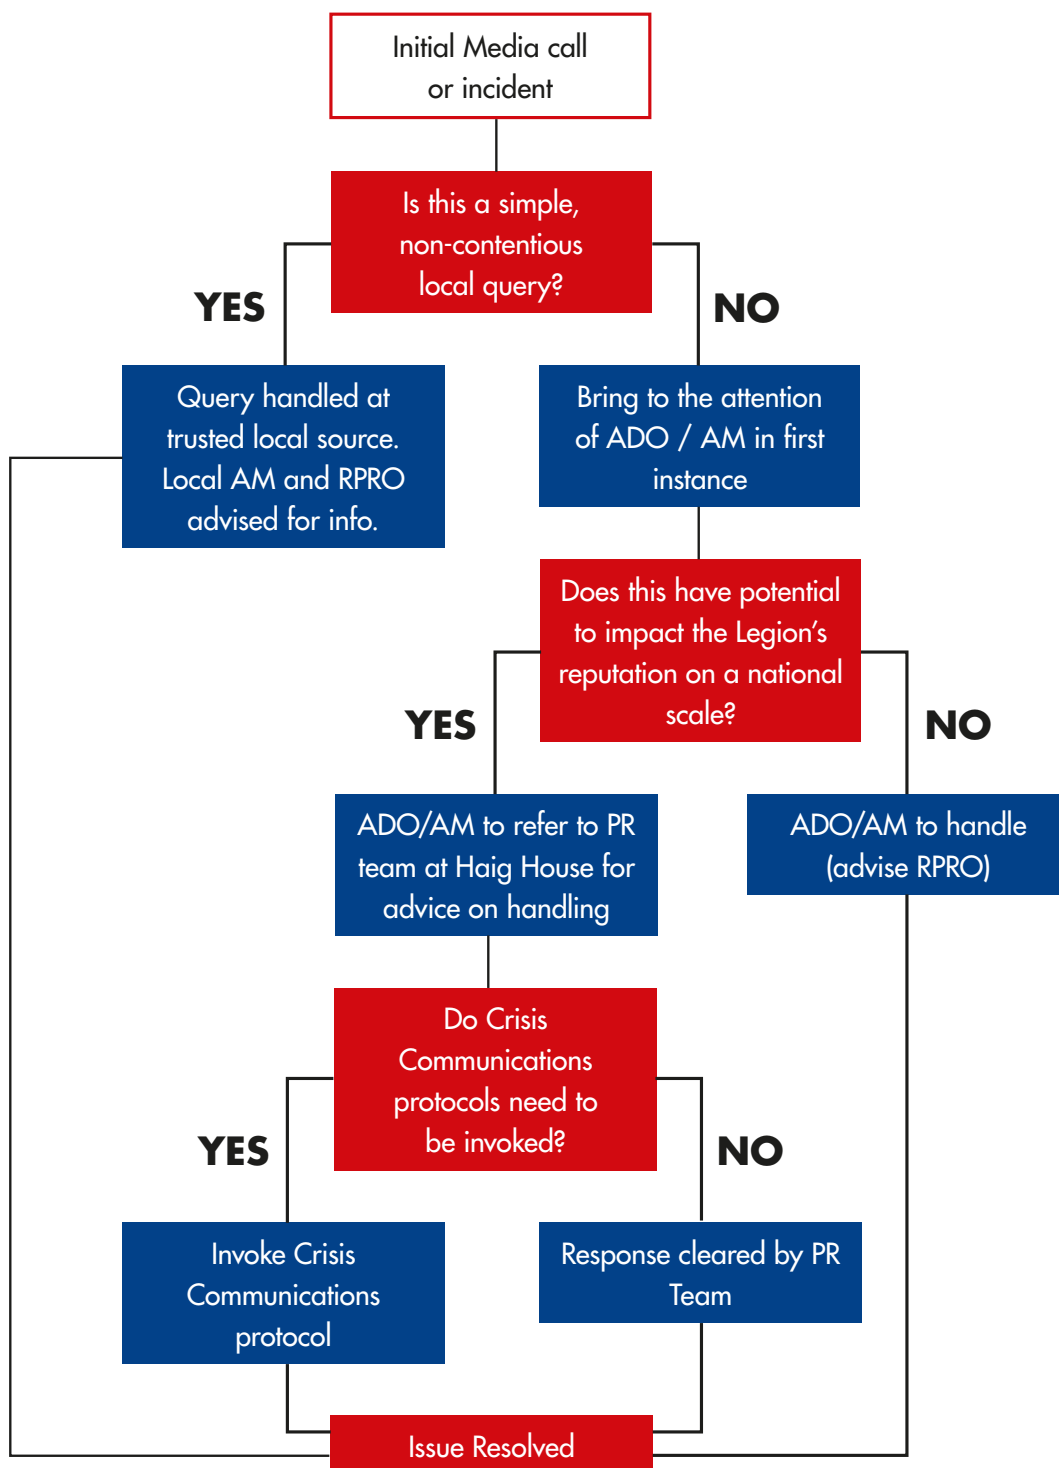 Initial Media call
or incident
Is this a simple,
non-contentious
local query?
YES
NO
Query handled at
trusted local source.
Local AM and RPRO
advised for info.
Bring to the attention
of ADO / AM in first
instance
Does this have potential
to impact the Legion's
reputation on a national
scale?
YES
NO
ADO/AM to refer to PR
team at Haig House for
advice on handling
ADO/AM to handle
(advise RPRO)
Do Crisis
Communications
protocols need to
be invoked?
YES
NO
Invoke Crisis
Communications
protocol
Response cleared by PR
Team
Issue Resolved